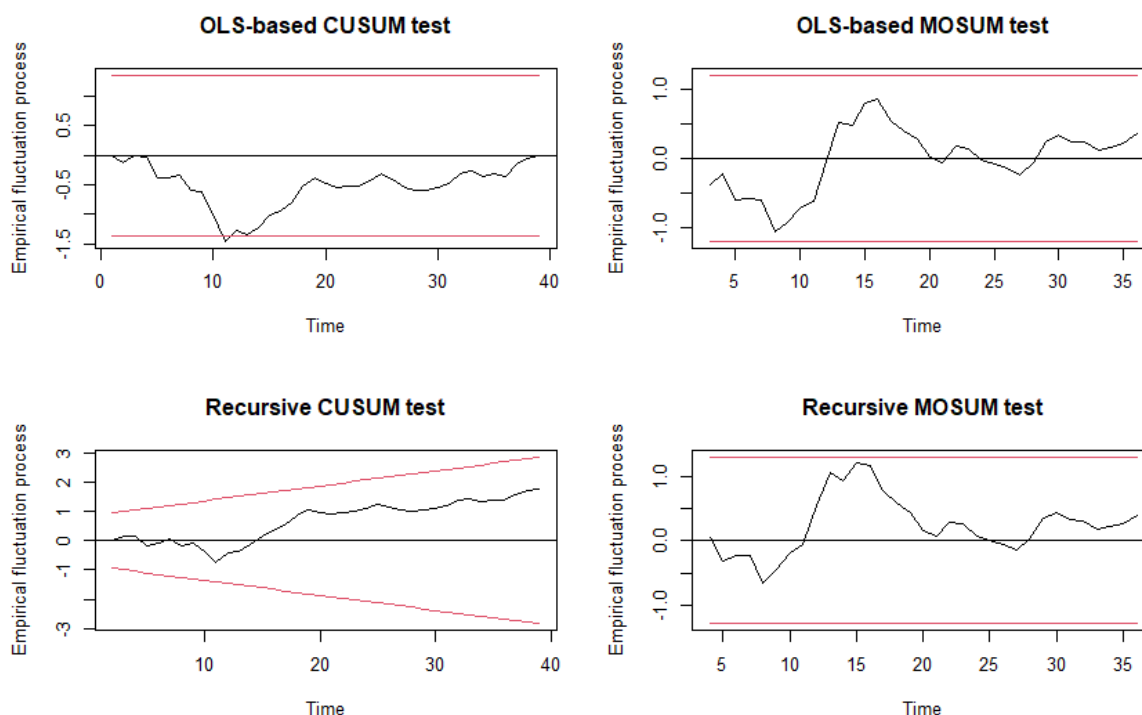 OLS-based CUSUM test
Empirical fluctuation process
0.5
-0.5
-1.5
0 10 20 30 40
Time
OLS-based MOSUM test
Empirical fluctuation process
1.0
0.0
-1.0
5 10 15 20 25 30 35
Time
Recursive CUSUM test
Empirical fluctuation process
3
2
1
0
-1
-3
10 20 30 40
Time
Recursive MOSUM test
Empirical fluctuation process
1.0
0.0
-1.0
5 10 15 20 25 30 35
Time